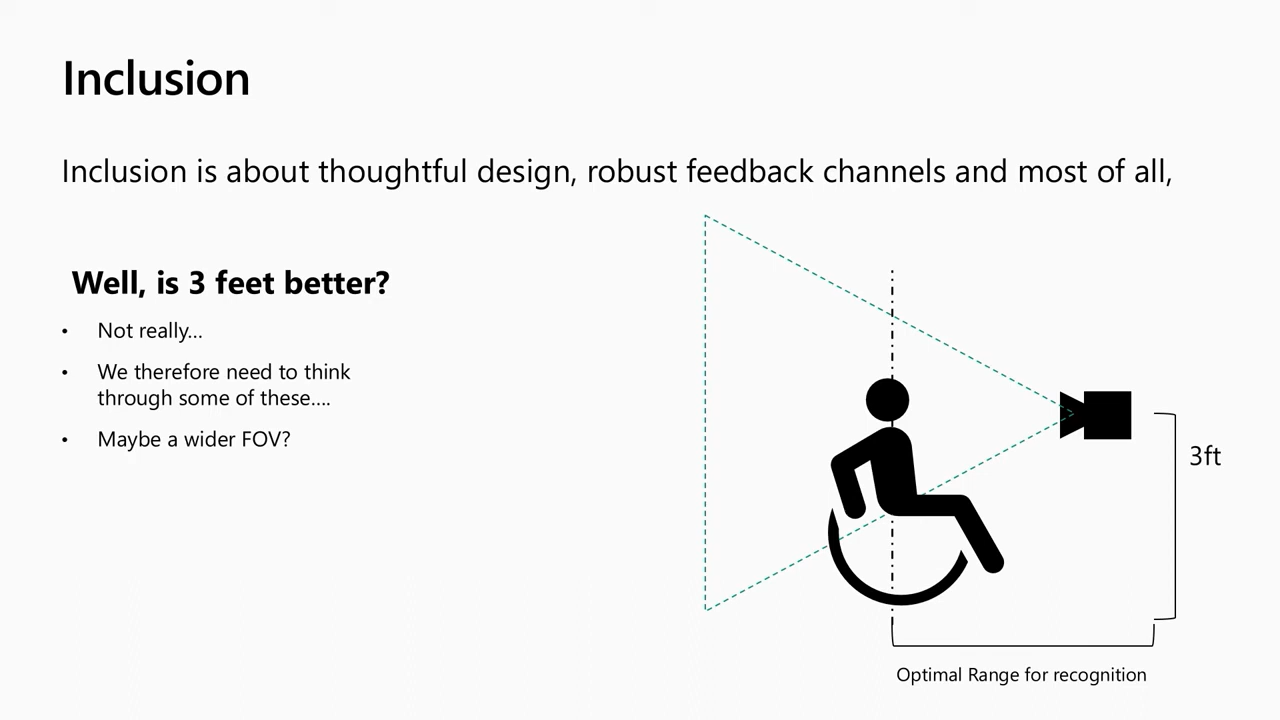 Inclusion
Inclusion is about thoughtful design, robust feedback channels and most of all,
Well, is 3 feet better?
• Not really...
• We therefore need to think
through some of these....
• Maybe a wider FOV?
3ft
Optimal Range for recognition